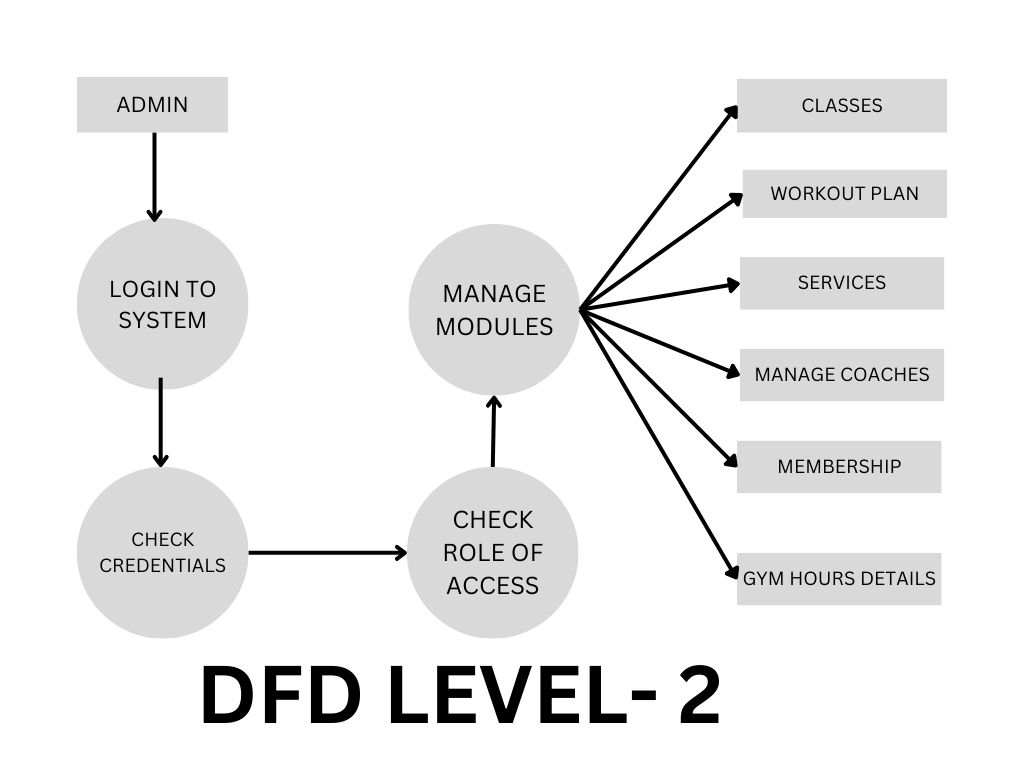 ADMIN
LOGIN TO
SYSTEM
CHECK
CREDENTIALS
CHECK
ROLE OF
ACCESS
MANAGE
MODULES
CLASSES
WORKOUT PLAN
SERVICES
MANAGE COACHES
MEMBERSHIP
GYM HOURS DETAILS
DFD LEVEL- 2